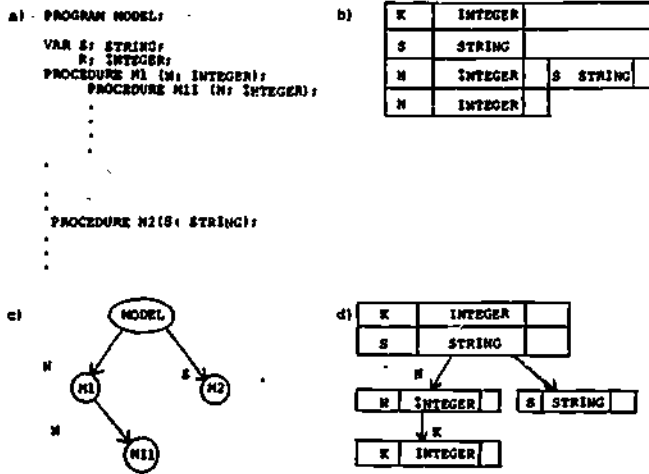 a) PROGRAM MODEL;
VAR S; STRING;
K; INTEGER;
PROCEDURE M1 (N; INTEGER);
PROCEDURE M11 (N; INTEGER);
PROCEDURE M2(S: STRING);
b)
K INTEGER
S STRING
N INTEGER S STRING
N INTEGER
c)
MODEL
N S
M1 M2
N
M11
d)
K INTEGER
S STRING
N
N INTEGER S STRING
K
K INTEGER